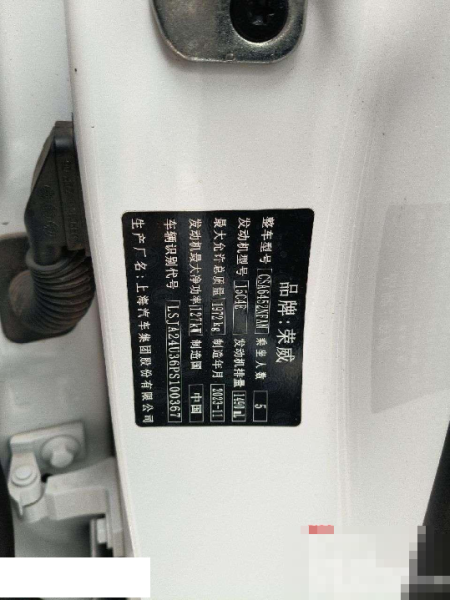 品牌:荣威
整车型号 CSA6452NEAN 乘坐人数 5
发动机型号 15C4E 发动机排量 1490mL
最大允许总质量 1972kg 制造年月 2023-11
发动机最大净功率 127kW 制造国 中国
车辆识别代号 LSJA24U36PS100367
生产厂名:上海汽车集团股份有限公司